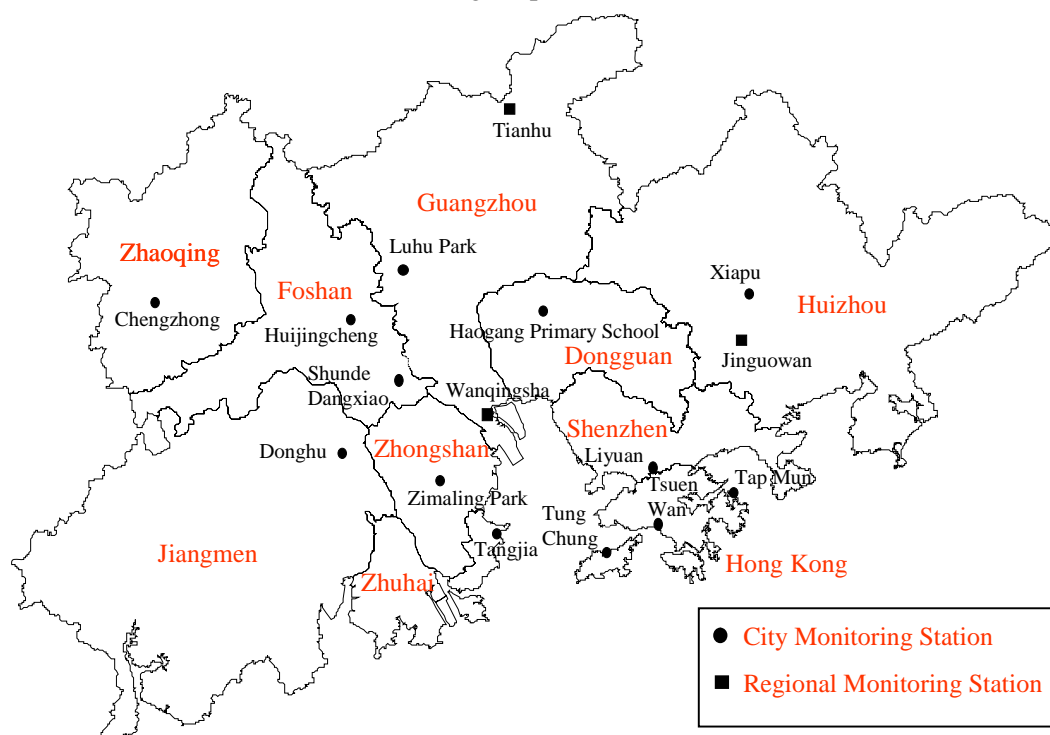 Tianhu
Guangzhou
Luhu Park
Zhaoqing
Xiapu
Foshan
Huizhou
Chengzhong
Huijingcheng
Haogang Primary School
Dongguan
Jinguowan
Shunde
Dangxiao
Wanqingsha
Shenzhen
Zhongshan
Donghu
Liyuan
Tsuen
Wan
Tap Mun
Zimaling Park
Tung
Chung
Tangjia
Jiangmen
Zhuhai
Hong Kong
City Monitoring Station
Regional Monitoring Station